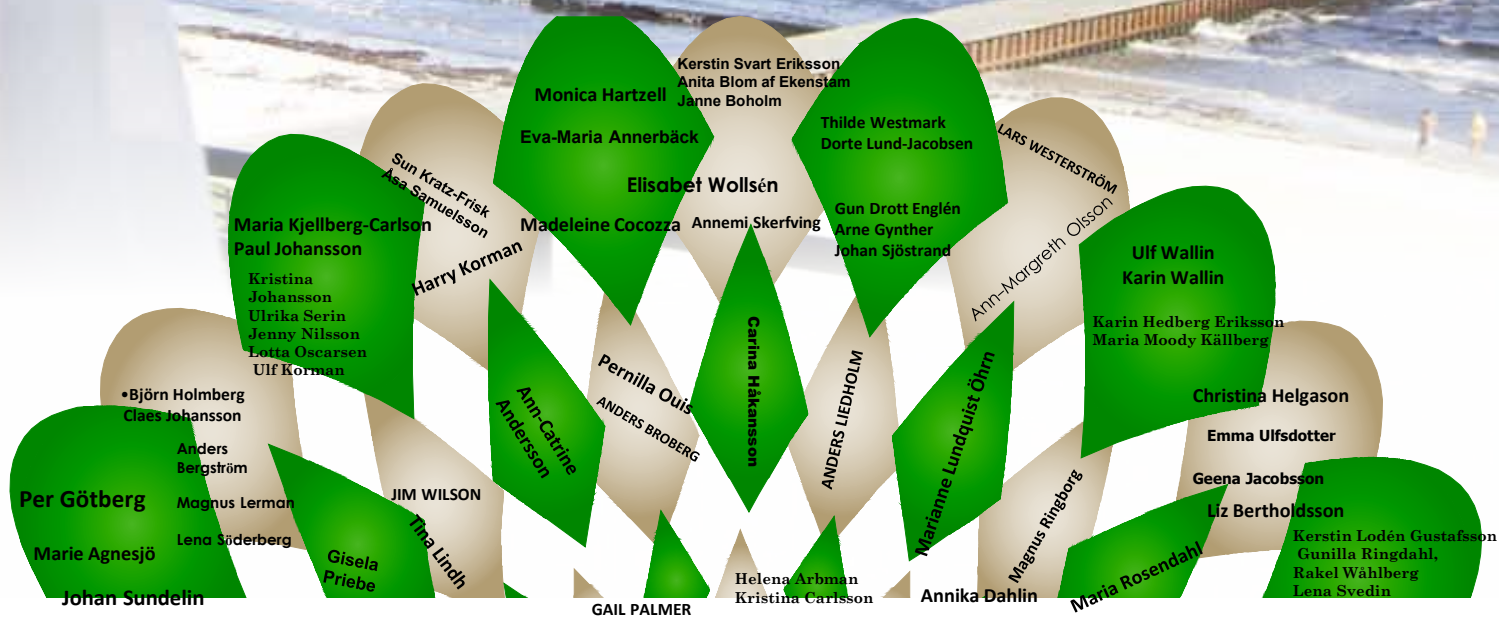 Kerstin Svart Eriksson
Anita Blom af Ekenstam
Janne Boholm
Monica Hartzell
Eva-Maria Annerbäck
Thilde Westmark
Dorte Lund-Jacobsen
LARS WESTERSTRÖM
Sun Kratz-Frisk
Åsa Samuelsson
Elisabet Wollsén
Madeleine Cocozza
Annemi Skerfving
Gun Drott Englén
Arne Gynther
Johan Sjöstrand
Ann-Margreth Olsson
Maria Kjellberg-Carlson
Paul Johansson
Harry Korman
Ulf Wallin
Karin Wallin
Kristina
Johansson
Ulrika Serin
Jenny Nilsson
Lotta Oscarsen
Ulf Korman
Karin Hedberg Eriksson
Maria Moody Källberg
Carina Håkansson
Pernilla Ouis
ANDERS BROBERG
ANDERS LIEDHOLM
Ann-Catrine
Andersson
Marianne Lundquist Öhrn
•Björn Holmberg
Claes Johansson
Christina Helgason
Emma Ulfsdotter
Anders
Bergström
Geena Jacobsson
Per Götberg
Magnus Lerman
JIM WILSON
Liz Bertholdsson
Magnus Ringborg
Lena Söderberg
Tina Lindh
Marie Agnesjö
Gisela
Priebe
Kerstin Lodén Gustafsson
Gunilla Ringdahl,
Rakel Wåhlberg
Lena Svedin
Maria Rosendahl
Helena Arbman
Kristina Carlsson
Annika Dahlin
Johan Sundelin
GAIL PALMER